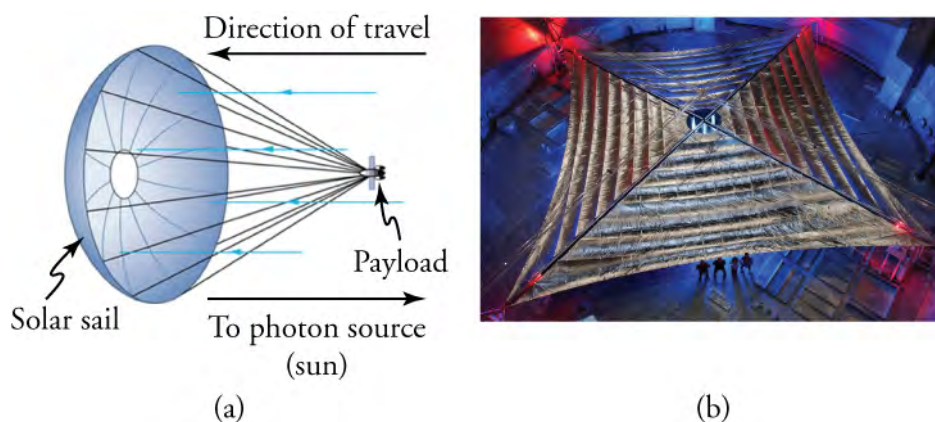 Direction of travel
Payload
Solar sail
To photon source
(sun)
(a)
(b)